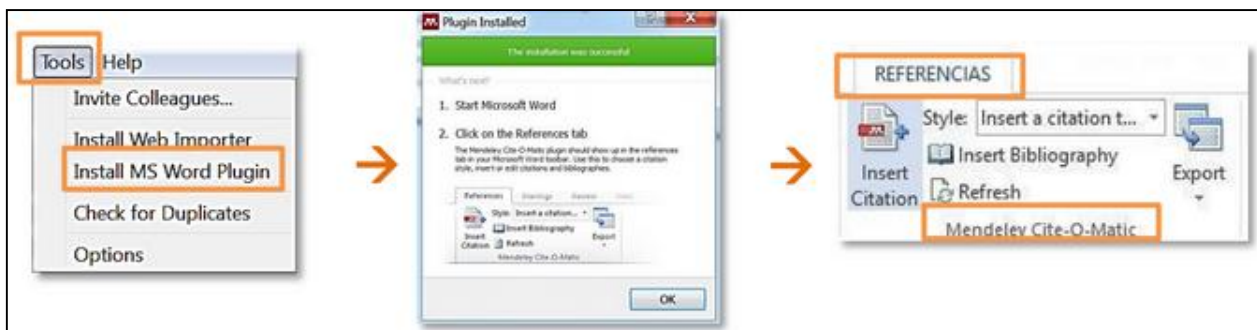 Tools Help
Invite Colleagues...
Install Web Importer
Install MS Word Plugin
Check for Duplicates
Options
Plugin Installed
The installation was successful
What's next?
1. Start Microsoft Word
2. Click on the References tab
The Mendeley Cite-O-Matic plugin should show up in the references
tab in your Microsoft Word toolbar. Use this to choose a citation
style, insert or edit citations and bibliographies.
References Mailings Review
Style: Insert a citation...
Insert Bibliography
Insert
Citation
Refresh
Export
Mendeley Cite-O-Matic
OK
REFERENCIAS
Style: Insert a citation t...
Insert Bibliography
Insert
Citation
Refresh
Export
Mendeley Cite-O-Matic